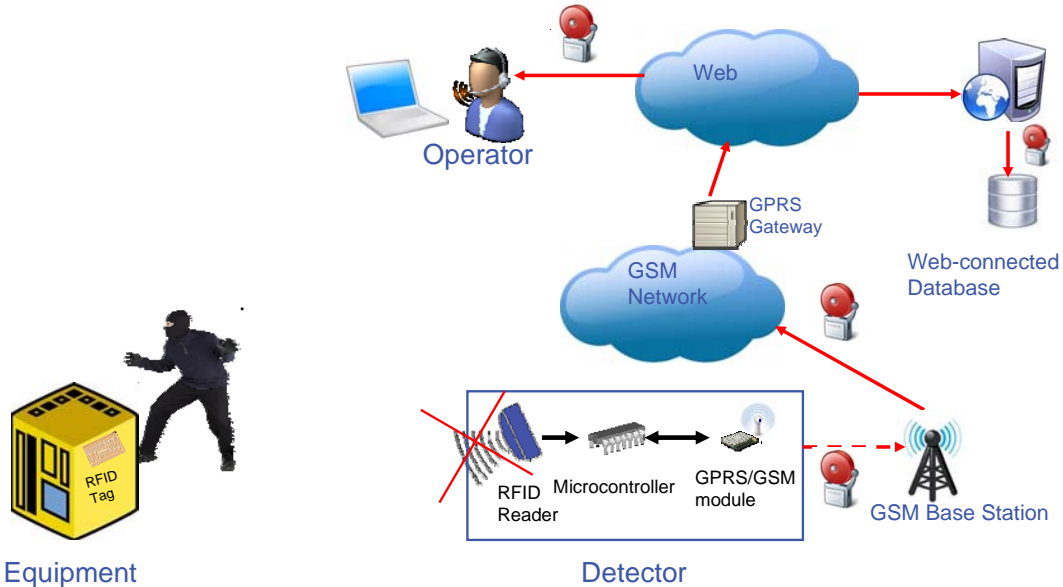 Web
Operator
GPRS
Gateway
GSM
Network
Web-connected
Database
RFID
Tag
RFID
Reader
Microcontroller
GPRS/GSM
module
GSM Base Station
Equipment
Detector